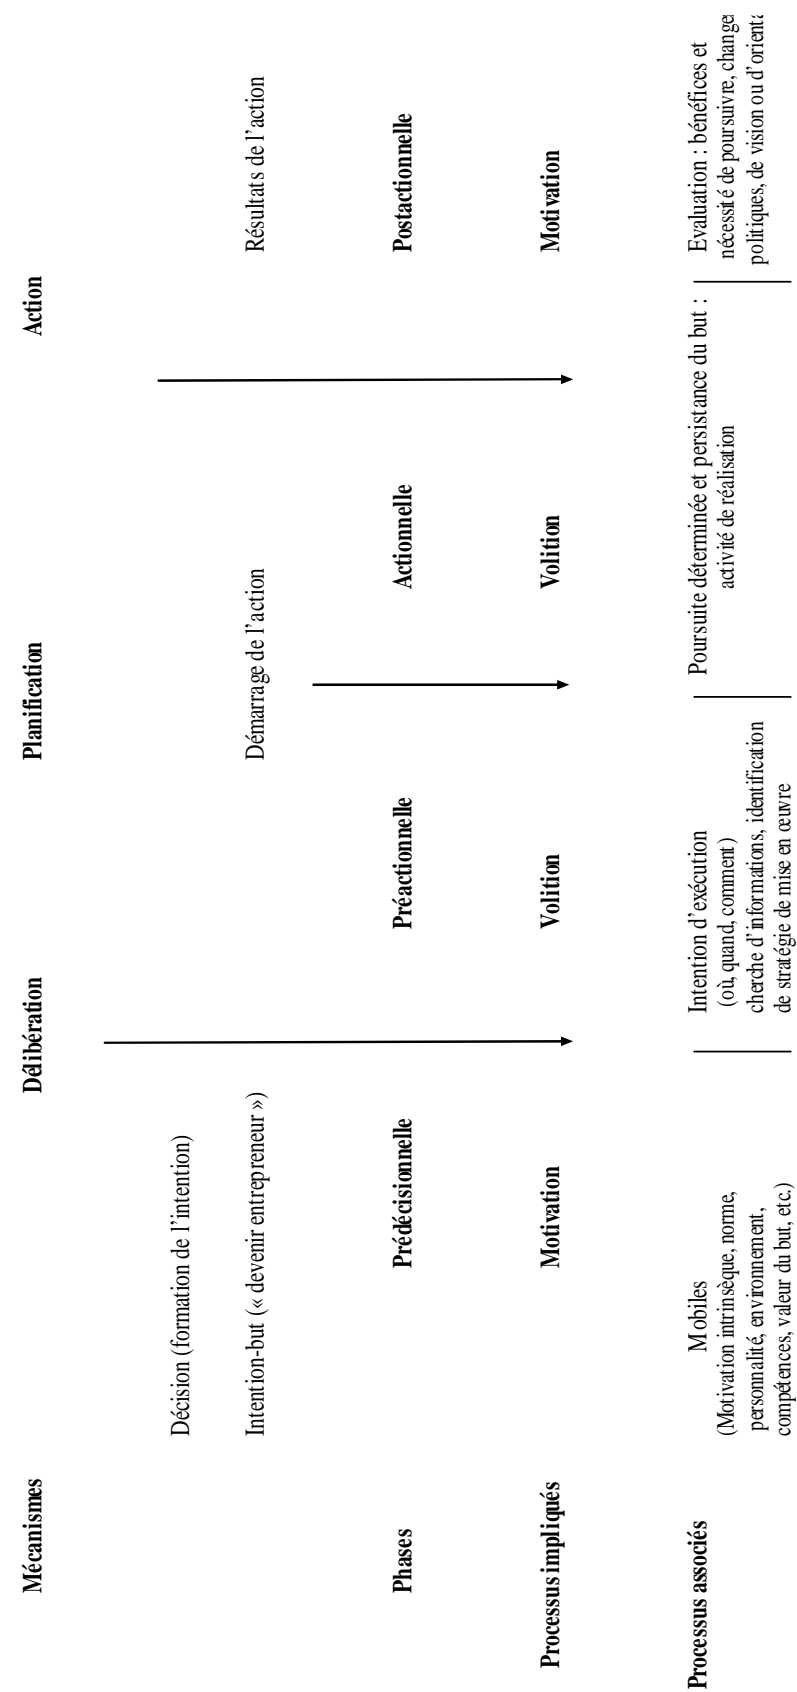 Mécanismes Délibération Planification Action
Décision (formation de l’intention)
Intention-but (« devenir entrepreneur ») Démarrage de l’action Résultats de l’action
Phases Prédécisionnelle Préactionnelle Actionnelle Postactionnelle
Processus impliqués Motivation Volition Volition Motivation
Processus associés
Mobiles
(Motivation intrinsèque, norme,
personnalité, environnement,
compétences, valeur du but, etc.)
Intention d’exécution
(où, quand, comment)
cherche d’informations, identification
de stratégie de mise en œuvre
Poursuite déterminée et persistance du but :
activité de réalisation
Evaluation : bénéfices et
nécessité de poursuivre, change
politiques, de vision ou d’orient